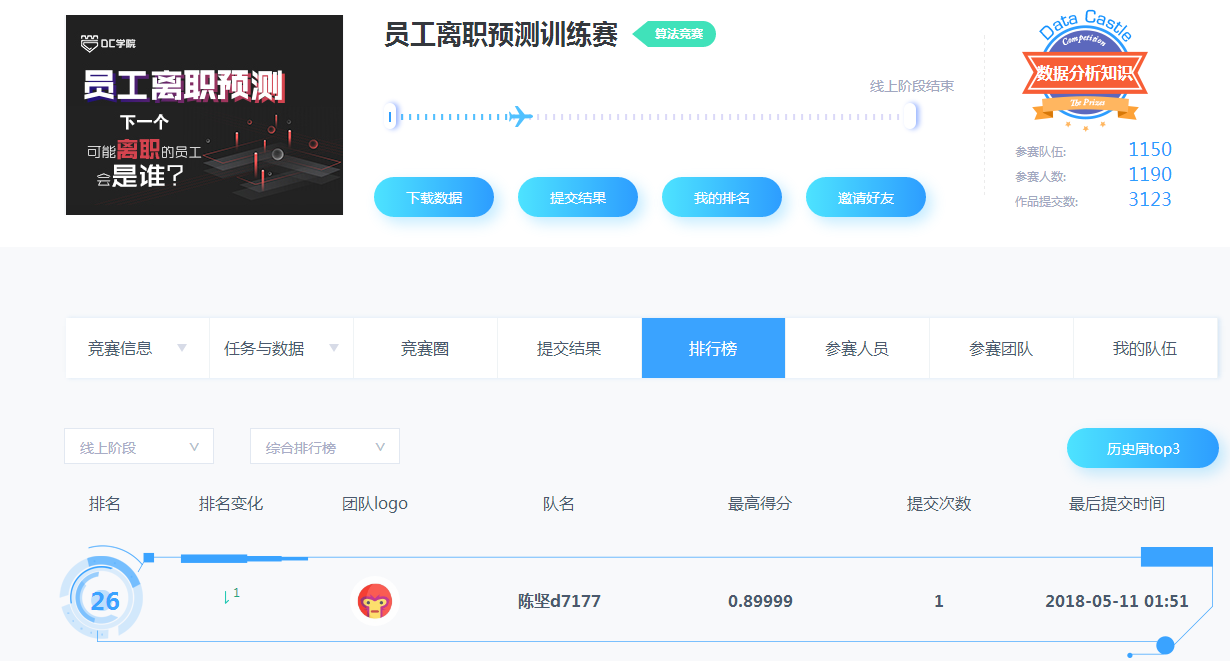 DC学院
员工离职预测
下一个
可能离职的员工
会是谁?
员工离职预测训练赛
算法竞赛
线上阶段结束
下载数据
提交结果
我的排名
邀请好友
Data Castle
Competition
数据分析知识
The Prizes
参赛队伍: 1150
参赛人数: 1190
作品提交数: 3123
竞赛信息
任务与数据
竞赛圈
提交结果
排行榜
参赛人员
参赛团队
我的队伍
线上阶段
综合排行榜
历史周top3
排名 排名变化 团队logo 队名 最高得分 提交次数 最后提交时间
26 ↓1 陈坚d7177 0.89999 1 2018-05-11 01:51